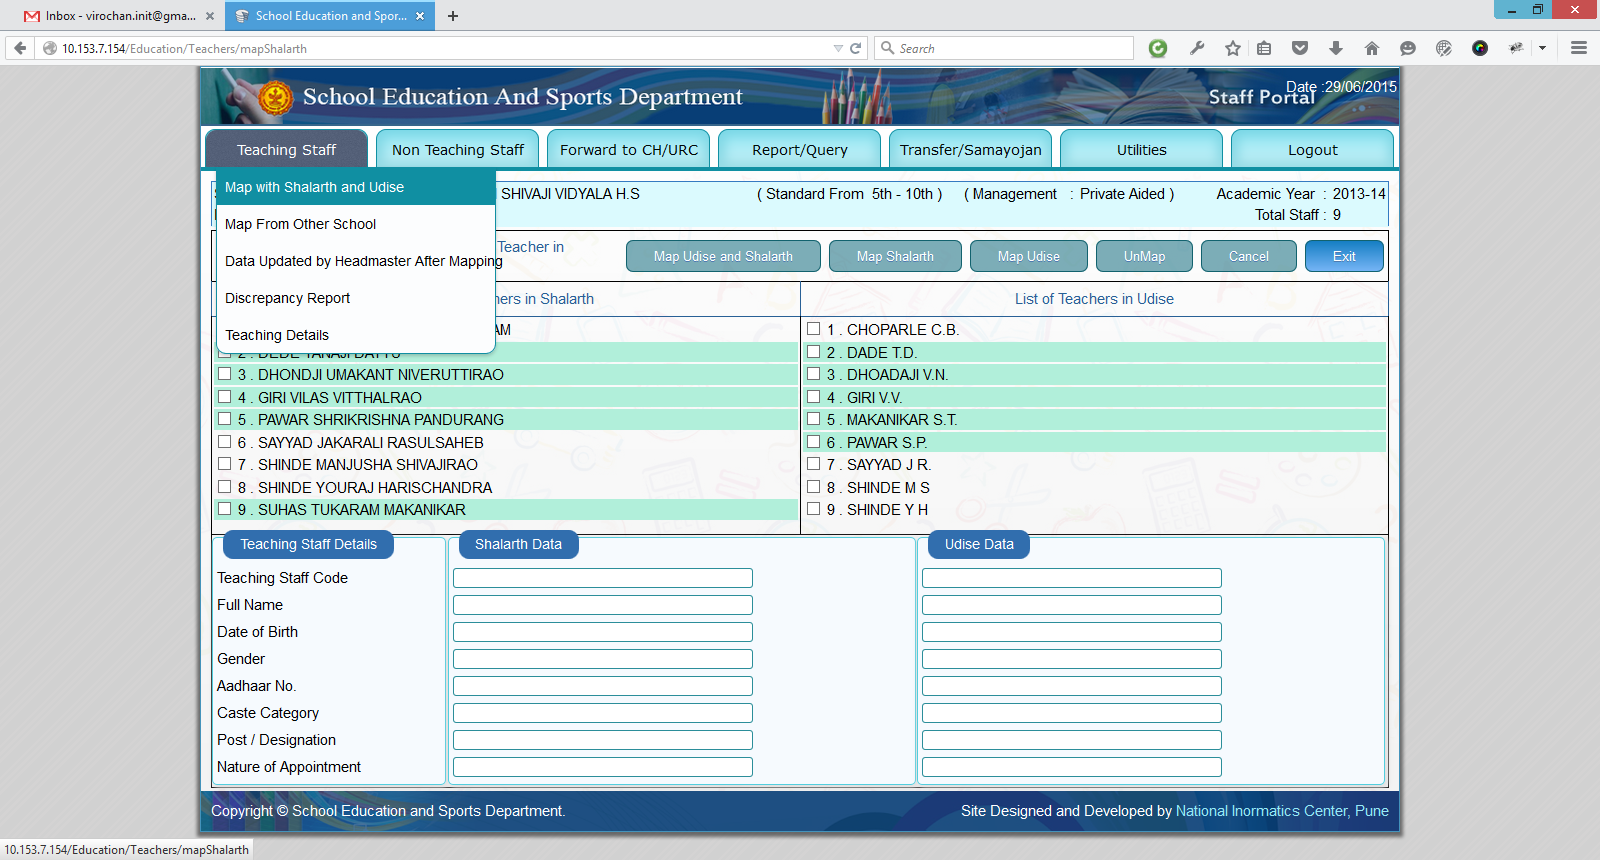 Inbox - virochan.init@gma...
School Education and Spor...
10.153.7.154/Education/Teachers/mapShalarth
Search
School Education And Sports Department
Date :29/06/2015
Staff Portal
Teaching Staff
Non Teaching Staff
Forward to CH/URC
Report/Query
Transfer/Samayojan
Utilities
Logout
Map with Shalarth and Udise
Map From Other School
Data Updated by Headmaster After Mapping
Discrepancy Report
Teaching Details
SHIVAJI VIDYALA H.S
( Standard From 5th - 10th )
( Management : Private Aided )
Academic Year : 2013-14
Total Staff : 9
Teacher in
Map Udise and Shalarth
Map Shalarth
Map Udise
UnMap
Cancel
Exit
in Shalarth
List of Teachers in Udise
3 . DHONDJI UMAKANT NIVERUTTIRAO
4 . GIRI VILAS VITTHALRAO
5 . PAWAR SHRIKRISHNA PANDURANG
6 . SAYYAD JAKARALI RASULSAHEB
7 . SHINDE MANJUSHA SHIVAJIRAO
8 . SHINDE YOURAJ HARISCHANDRA
9 . SUHAS TUKARAM MAKANIKAR
1 . CHOPARLE C.B.
2 . DADE T.D.
3 . DHOADAJI V.N.
4 . GIRI V.V.
5 . MAKANIKAR S.T.
6 . PAWAR S.P.
7 . SAYYAD J R.
8 . SHINDE M S
9 . SHINDE Y H
Teaching Staff Details
Shalarth Data
Udise Data
Teaching Staff Code
Full Name
Date of Birth
Gender
Aadhaar No.
Caste Category
Post / Designation
Nature of Appointment
Copyright © School Education and Sports Department.
Site Designed and Developed by National Inormatics Center, Pune
10.153.7.154/Education/Teachers/mapShalarth